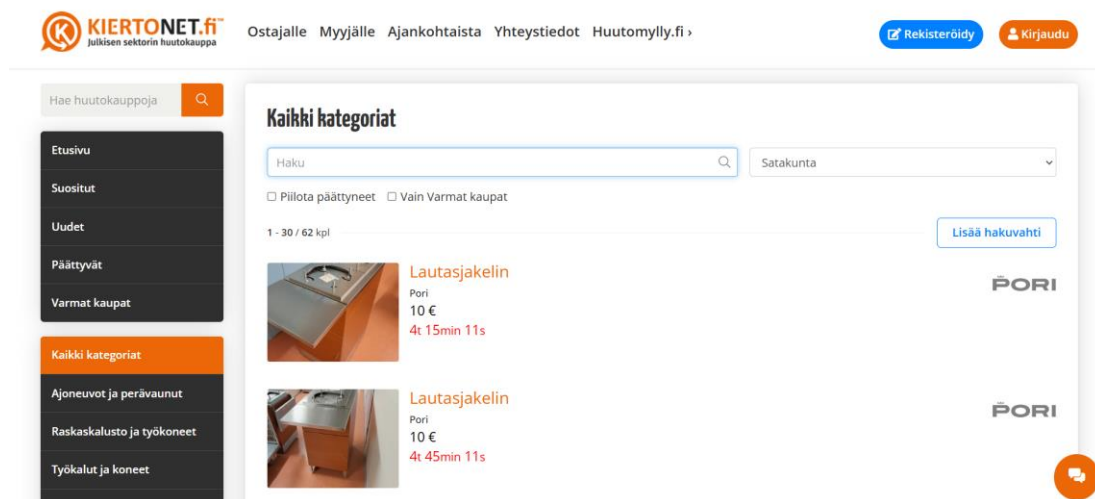 KIERTONET.fi™
Julkisen sektorin huutokauppa
Ostajalle Myyjälle Ajankohtaista Yhteystiedot Huutomylly.fi ›
Rekisteröidy
Kirjaudu
Hae huutokauppoja
Etusivu
Suositut
Uudet
Päättyvät
Varmat kaupat
Kaikki kategoriat
Ajoneuvot ja perävaunut
Raskaskalusto ja työkoneet
Työkalut ja koneet
Kaikki kategoriat
Haku
Satakunta
Piilota päättyneet Vain Varmat kaupat
1 - 30 / 62 kpl
Lisää hakuvahti
Lautasjakelin
Pori
10 €
4t 15min 11s
PORI
Lautasjakelin
Pori
10 €
4t 45min 11s
PORI